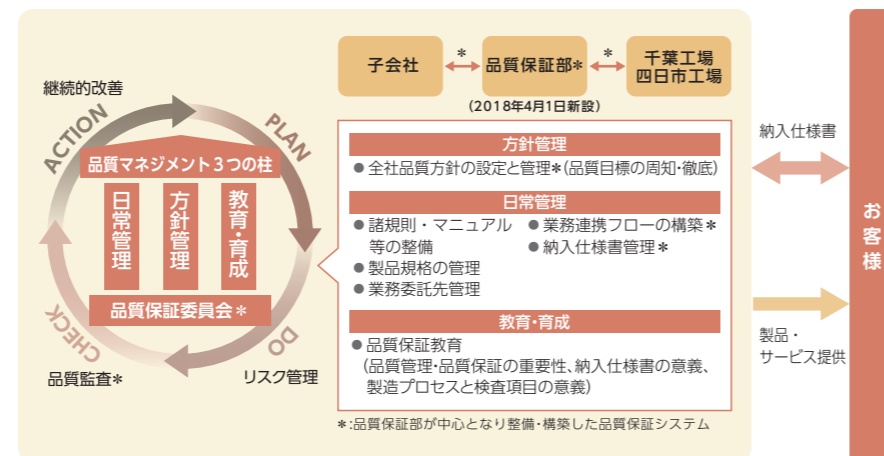 子会社
*
品質保証部*
*
千葉工場
四日市工場
(2018年4月1日新設)
継続的改善
ACTION
PLAN
DO
CHECK
品質マネジメント3つの柱
日常管理
方針管理
教育・育成
品質保証委員会*
品質監査*
リスク管理
方針管理
●全社品質方針の設定と管理*(品質目標の周知・徹底)
日常管理
●諸規則・マニュアル
等の整備
●製品規格の管理
●業務委託先管理
●業務連携フローの構築*
●納入仕様書管理*
教育・育成
●品質保証教育
(品質管理・品質保証の重要性、納入仕様書の意義、
製造プロセスと検査項目の意義)
*:品質保証部が中心となり整備・構築した品質保証システム
納入仕様書
製品・
サービス提供
お客様